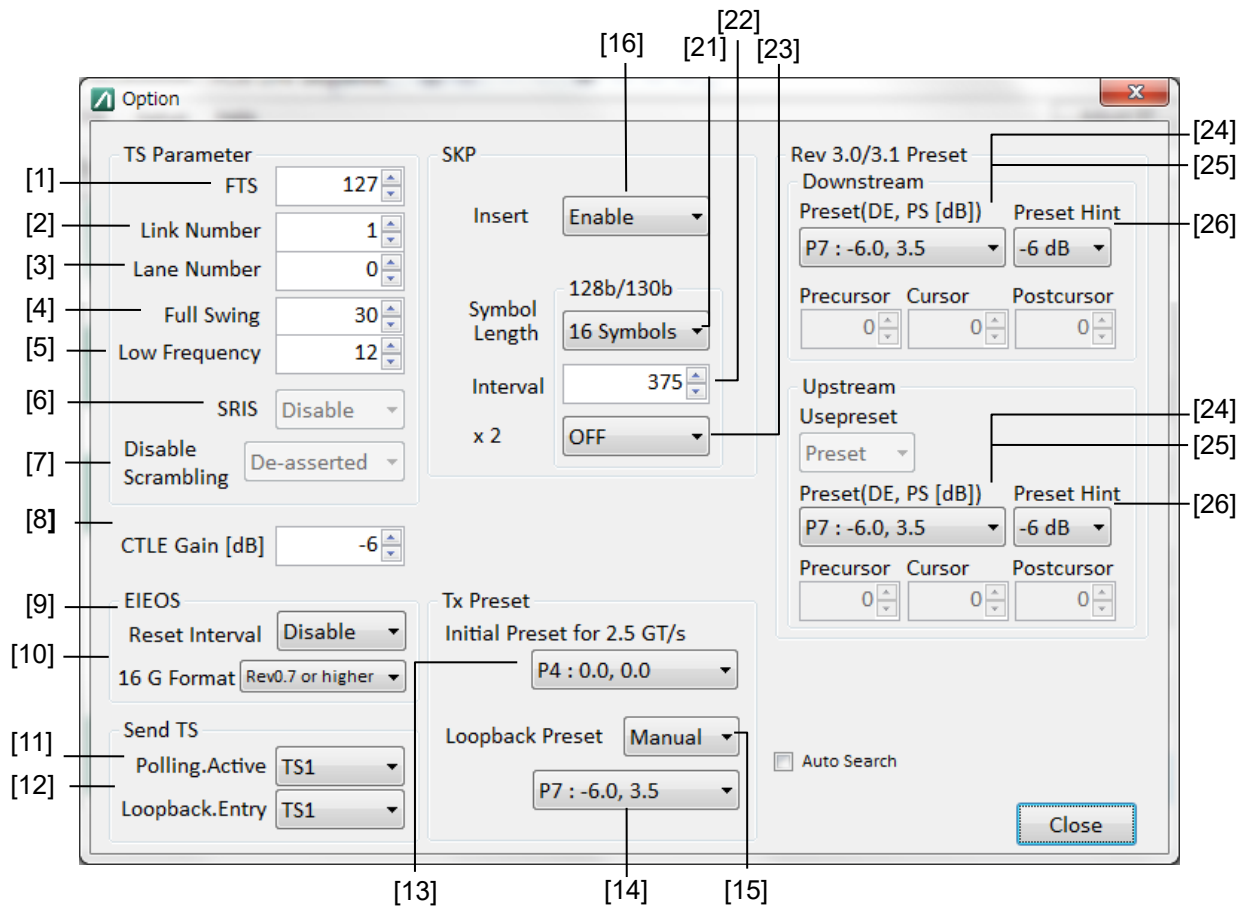 [22]
[16] [21] [23]
Option
[24]
TS Parameter SKP Rev 3.0/3.1 Preset
[25]
[1] FTS 127 Downstream
Insert Enable Preset(DE, PS [dB]) Preset Hint
[2] Link Number 1 [26]
P7 : -6.0, 3.5 -6 dB
[3] Lane Number 0
128b/130b Precursor Cursor Postcursor
[4] Full Swing 30 Symbol Length 16 Symbols 0 0 0
[5] Low Frequency 12
Interval 375 Upstream
[6] SRIS Disable [24]
Usepreset
x 2 OFF [25]
[7] Disable Scrambling De-asserted Preset
Preset(DE, PS [dB]) Preset Hint
[8] [26]
P7 : -6.0, 3.5 -6 dB
CTLE Gain [dB] -6
Precursor Cursor Postcursor
[9] EIEOS Tx Preset 0 0 0
Reset Interval Disable Initial Preset for 2.5 GT/s
[10] 16 G Format Rev0.7 or higher P4 : 0.0, 0.0
Send TS
[11] Loopback Preset Manual
Polling.Active TS1 Auto Search
[12] P7 : -6.0, 3.5
Loopback.Entry TS1
Close
[13] [14] [15]